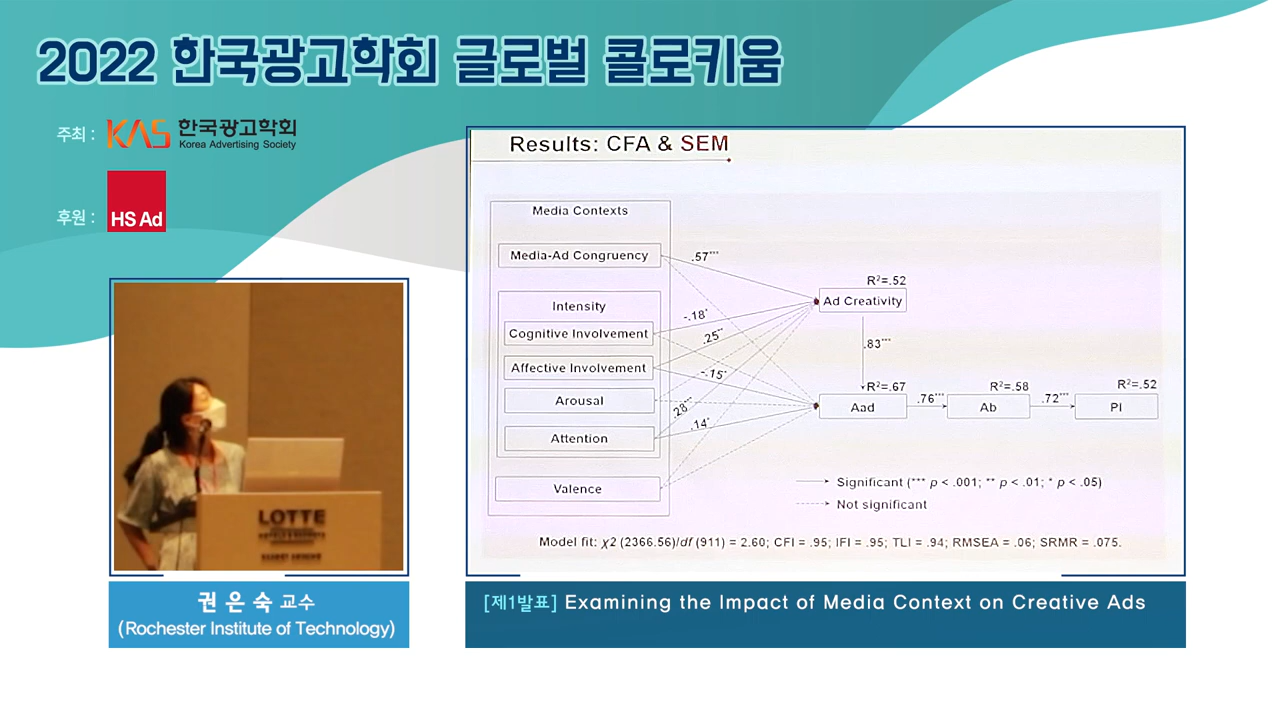 2022 한국광고학회 글로벌 콜로키움
주최 :
KAS 한국광고학회
Korea Advertising Society
후원 :
HS Ad
Results: CFA & SEM
Media Contexts
Media-Ad Congruency
Intensity
Cognitive Involvement
Affective Involvement
Arousal
Attention
Valence
.57***
-.18*
.25**
-.15*
.28***
.14*
R²=.52
Ad Creativity
.83***
R²=.67
Aad
.76***
R²=.58
Ab
.72***
R²=.52
PI
Significant (*** p < .001; ** p < .01; * p < .05)
Not significant
Model fit: χ2 (2366.56)/df (911) = 2.60; CFI = .95; IFI = .95; TLI = .94; RMSEA = .06; SRMR = .075.
LOTTE
권 은 숙 교수
(Rochester Institute of Technology)
[제1발표] Examining the Impact of Media Context on Creative Ads